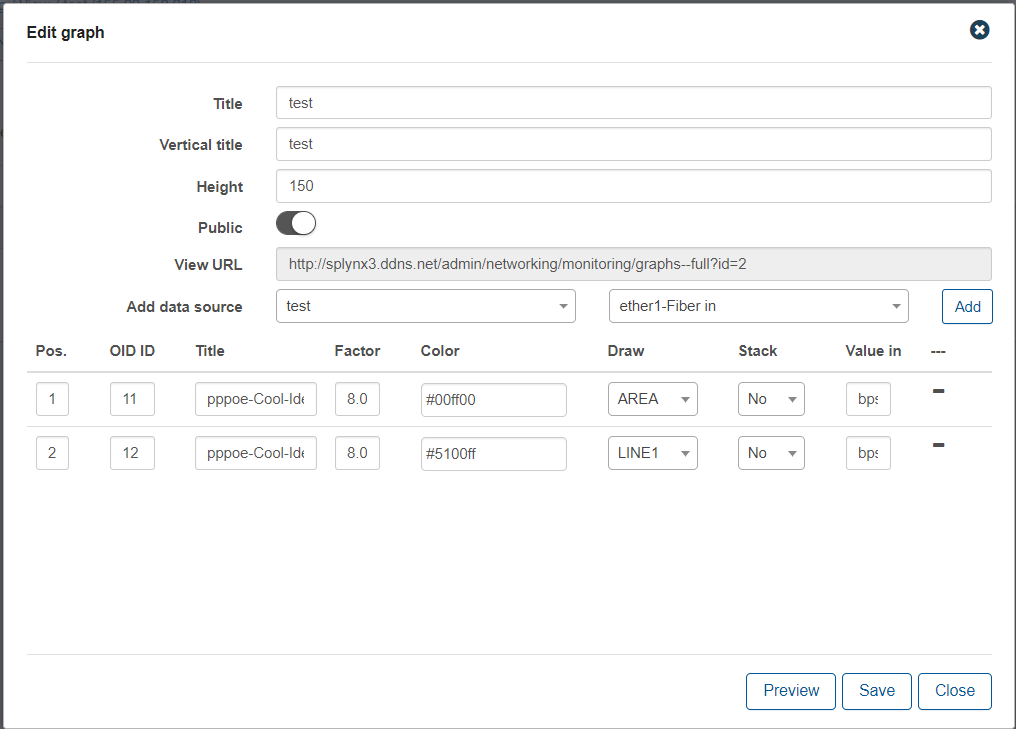 Edit graph
Title test
Vertical title test
Height 150
Public
View URL http://splynx3.ddns.net/admin/networking/monitoring/graphs--full?id=2
Add data source test ether1-Fiber in Add
Pos. OID ID Title Factor Color Draw Stack Value in ---
1 11 pppoe-Cool-Ide 8.0 #00ff00 AREA No bps
2 12 pppoe-Cool-Ide 8.0 #5100ff LINE1 No bps
Preview Save Close